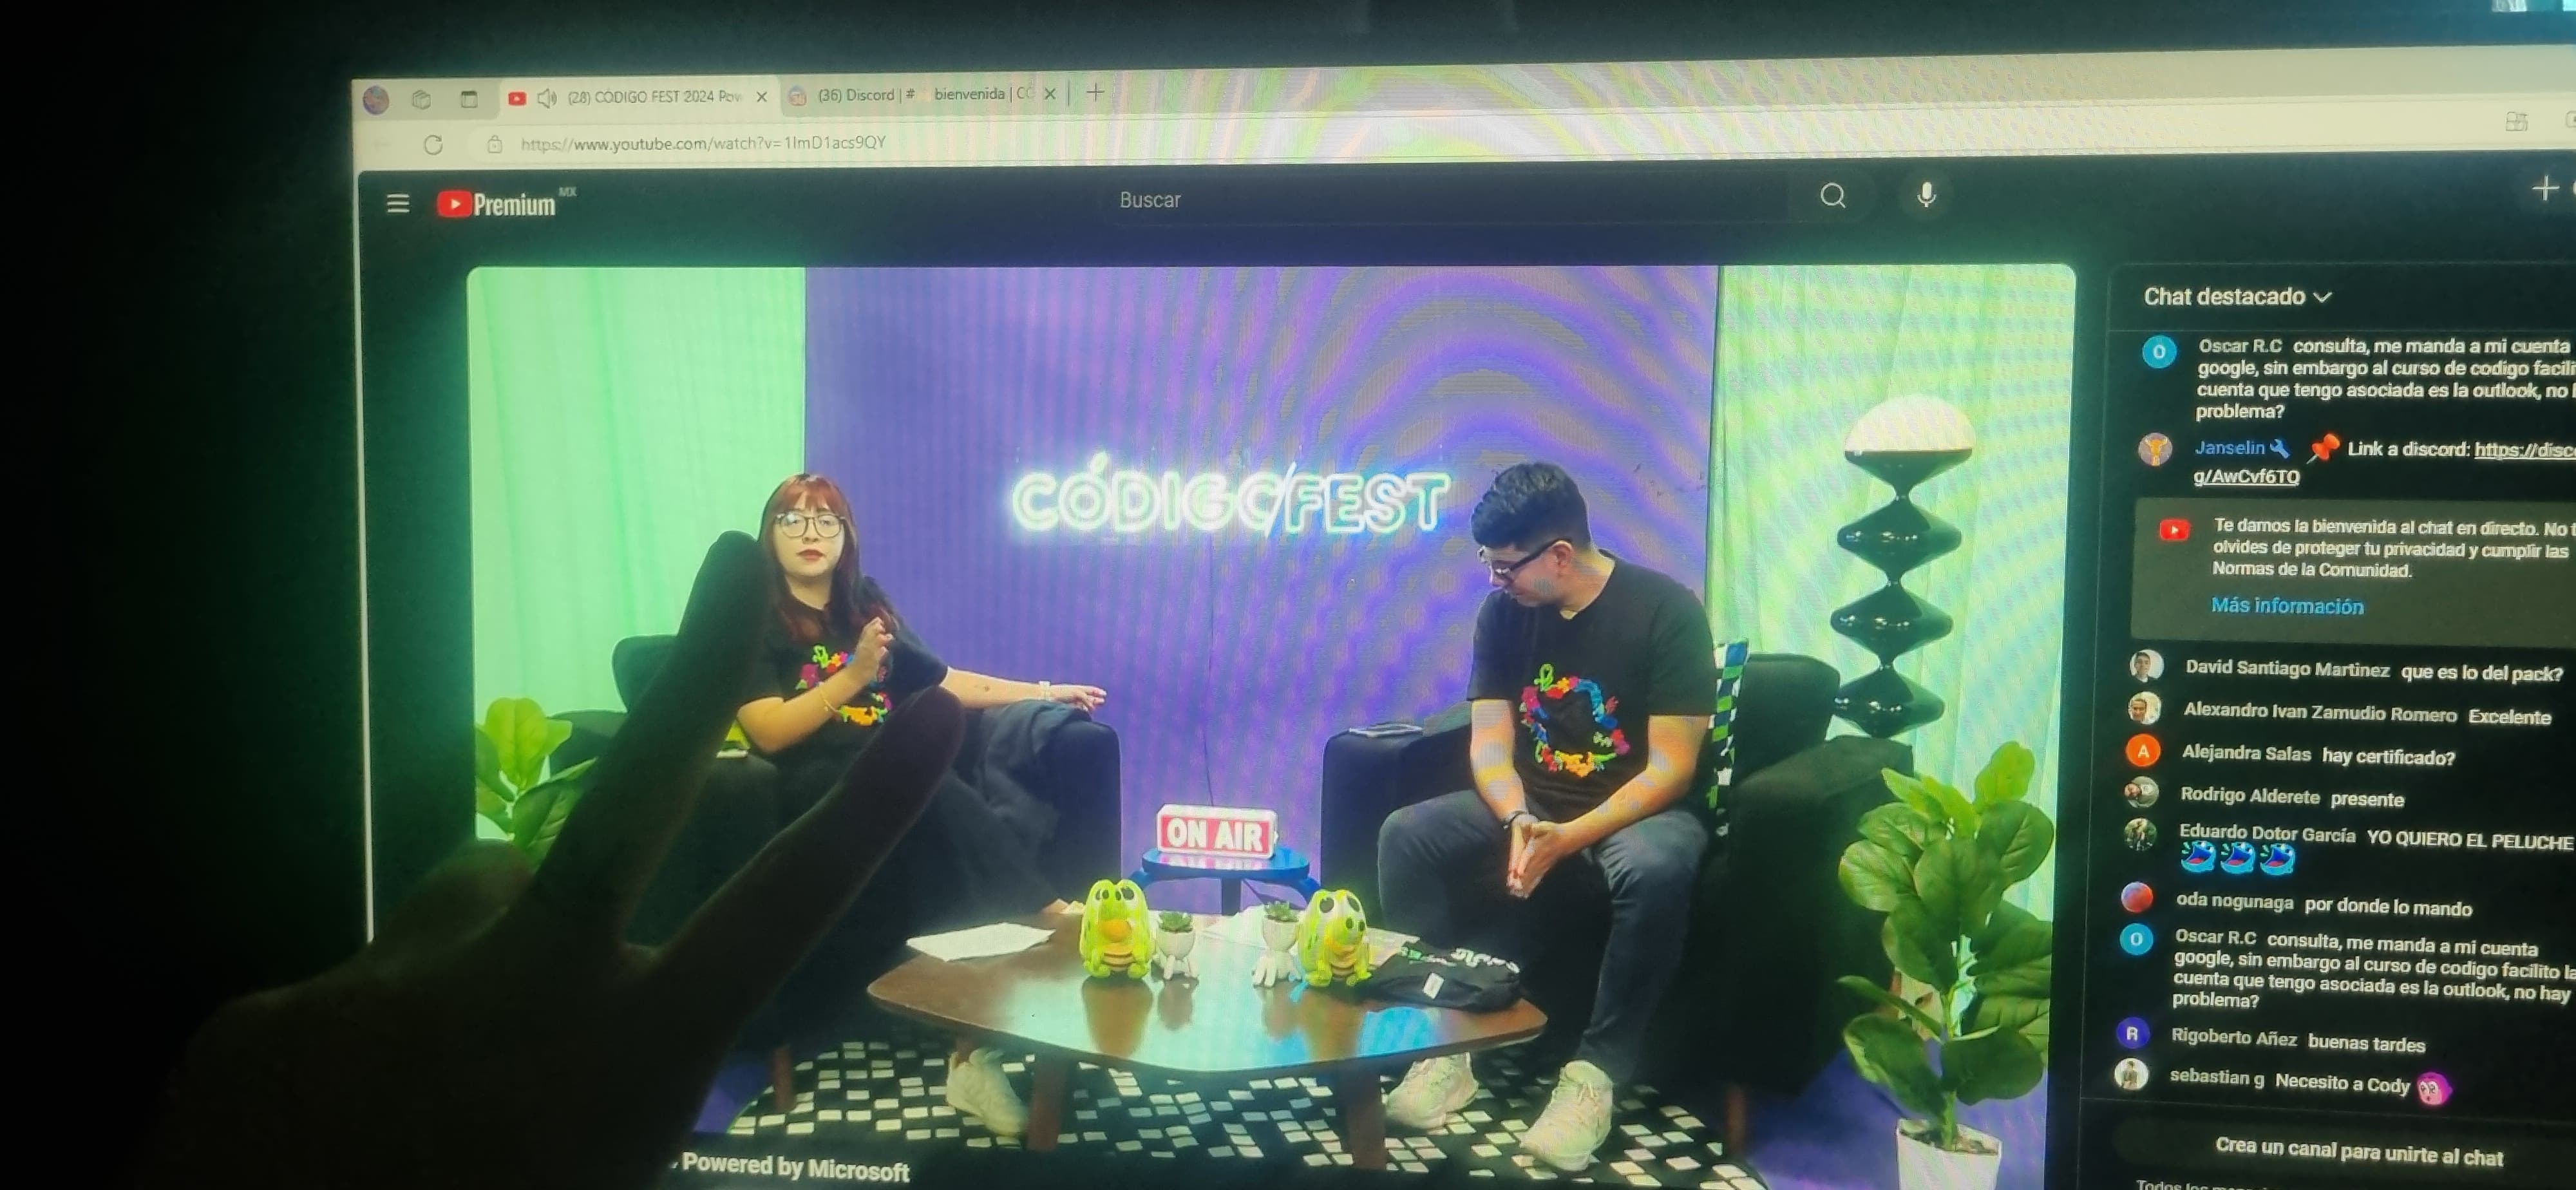 (28) CÓDIGO FEST 2024 Pow
(36) Discord | # bienvenida | CÓ
https://www.youtube.com/watch?v=1ImD1acs9QY
Premium MX
Buscar
CÓDIGO/FEST
ON AIR
Powered by Microsoft
Chat destacado
O Oscar R.C consulta, me manda a mi cuenta
google, sin embargo al curso de codigo facili
cuenta que tengo asociada es la outlook, no
problema?
Janselin Link a discord: https://disc
g/AwCvf6TQ
Te damos la bienvenida al chat en directo. No
olvides de proteger tu privacidad y cumplir las
Normas de la Comunidad.
Más información
David Santiago Martinez que es lo del pack?
Alexandro Ivan Zamudio Romero Excelente
A Alejandra Salas hay certificado?
Rodrigo Alderete presente
Eduardo Dotor García YO QUIERO EL PELUCHE
oda nogunaga por donde lo mando
O Oscar R.C consulta, me manda a mi cuenta
google, sin embargo al curso de codigo facilito la
cuenta que tengo asociada es la outlook, no hay
problema?
R Rigoberto Añez buenas tardes
sebastian g Necesito a Cody
Crea un canal para unirte al chat